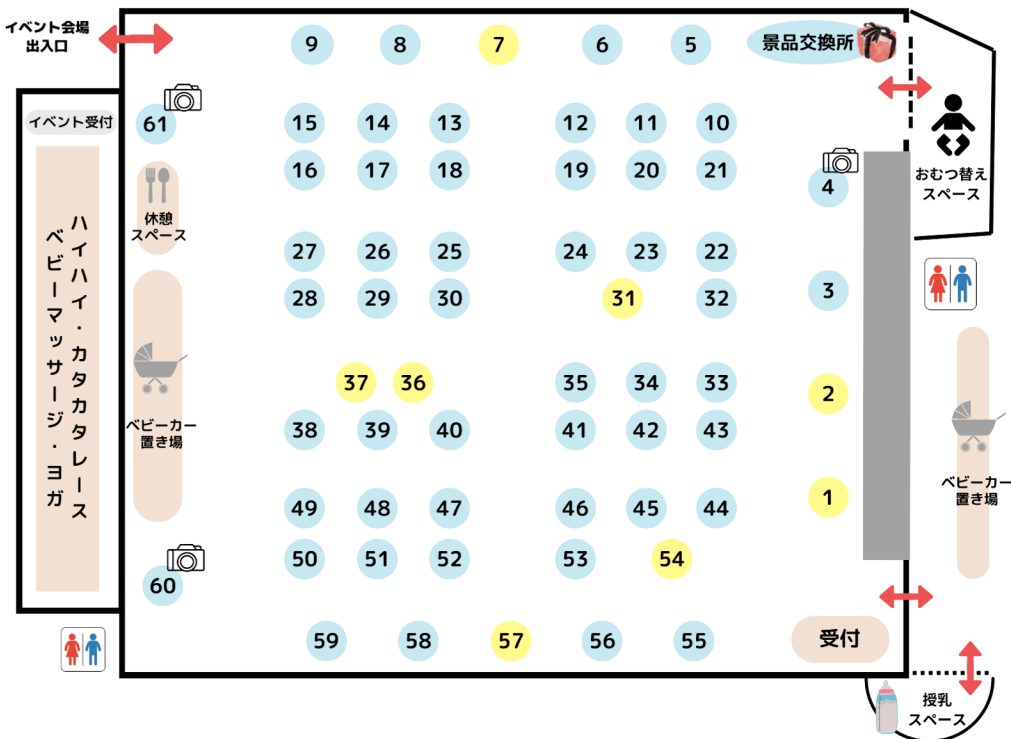 イベント会場
出入口
9 8 7 6 5
景品交換所
イベント受付
61
15 14 13 12 11 10
16 17 18 19 20 21
4
おむつ替え
スペース
休憩
スペース
27 26 25 24 23 22
28 29 30 31 32
3
ハイハイ・カタカタレース
ベビーマッサージ・ヨガ
37 36 35 34 33
2
ベビーカー
置き場
38 39 40 41 42 43
ベビーカー
置き場
1
49 48 47 46 45 44
50 51 52 53 54
60
59 58 57 56 55
受付
授乳
スペース